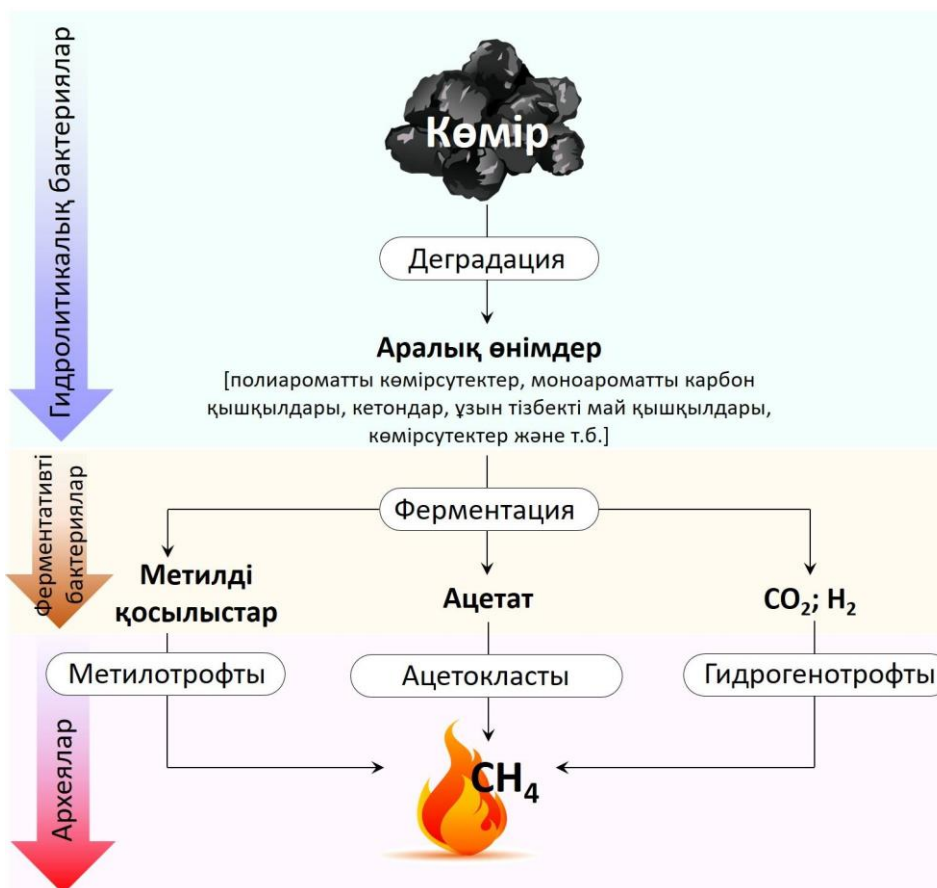 Гидролитикалық бактериялар
Көмір
Деградация
Аралық өнімдер
[полиароматты көмірсутектер, моноароматты карбон
қышқылдары, кетондар, ұзын тізбекті май қышқылдары,
көмірсутектер және т.б.]
Ферментативті
бактериялар
Ферментация
Метилді
қосылыстар
Ацетат
CO₂; H₂
Археялар
Метилотрофты
Ацетокласты
Гидрогенотрофты
CH₄